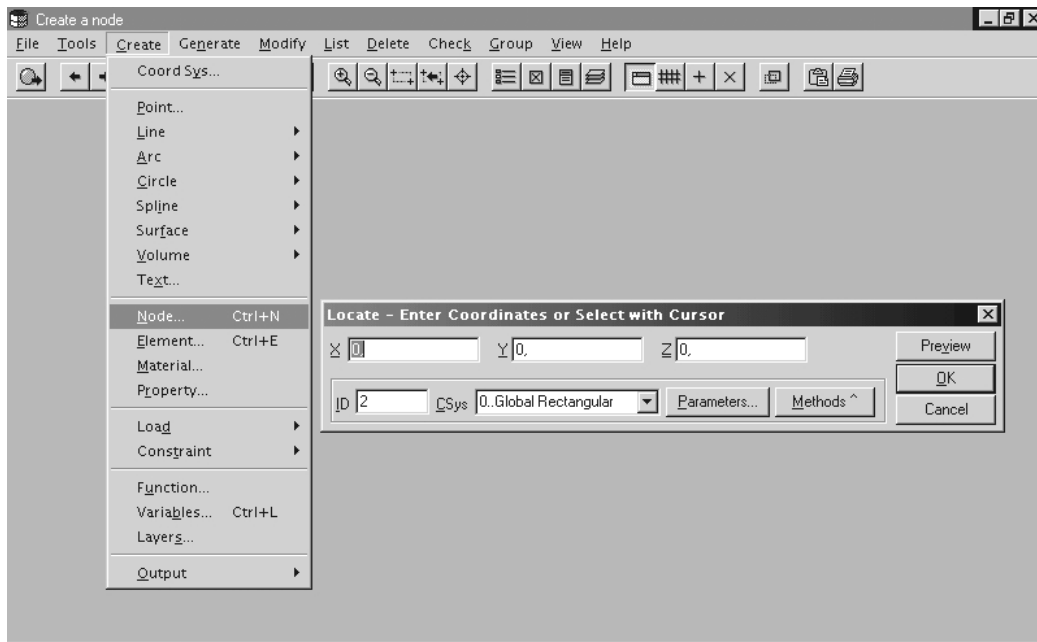 Create a node
File Tools Create Generate Modify List Delete Check Group View Help
Coord Sys...
Point...
Line
Arc
Circle
Spline
Surface
Volume
Text...
Node... Ctrl+N
Element... Ctrl+E
Material...
Property...
Load
Constraint
Function...
Variables... Ctrl+L
Layers...
Output
Locate - Enter Coordinates or Select with Cursor
X 0, Y 0, Z 0,
Preview
OK
ID 2 CSys 0..Global Rectangular Parameters... Methods ^
Cancel